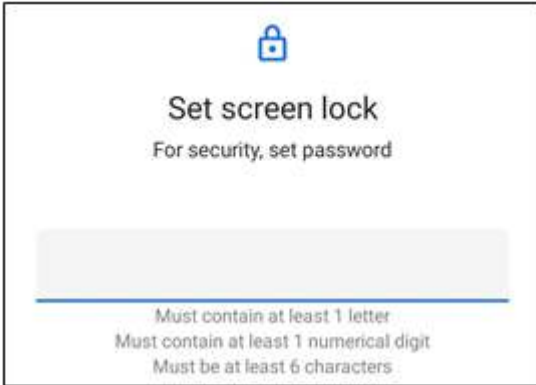 Set screen lock
For security, set password
Must contain at least 1 letter
Must contain at least 1 numerical digit
Must be at least 6 characters